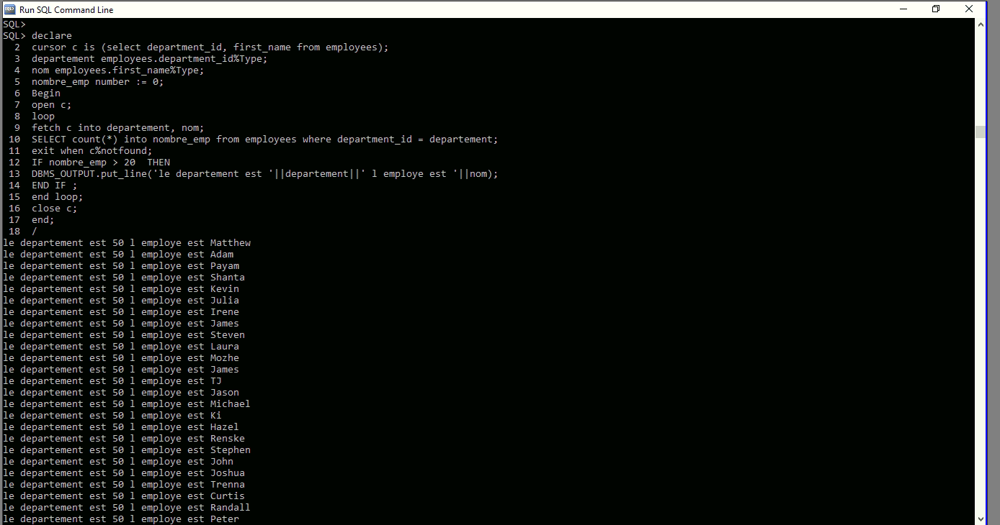 Run SQL Command Line
SQL>
SQL> declare
2 cursor c is (select department_id, first_name from employees);
3 departement employees.department_id%Type;
4 nom employees.first_name%Type;
5 nombre_emp number := 0;
6 Begin
7 open c;
8 loop
9 fetch c into departement, nom;
10 SELECT count(*) into nombre_emp from employees where department_id = departement;
11 exit when c%notfound;
12 IF nombre_emp > 20  THEN
13 DBMS_OUTPUT.put_line('le departement est '||departement||' l employe est '||nom);
14 END IF ;
15 end loop;
16 close c;
17 end;
18 /
le departement est 50 l employe est Matthew
le departement est 50 l employe est Adam
le departement est 50 l employe est Payam
le departement est 50 l employe est Shanta
le departement est 50 l employe est Kevin
le departement est 50 l employe est Julia
le departement est 50 l employe est Irene
le departement est 50 l employe est James
le departement est 50 l employe est Steven
le departement est 50 l employe est Laura
le departement est 50 l employe est Mozhe
le departement est 50 l employe est James
le departement est 50 l employe est TJ
le departement est 50 l employe est Jason
le departement est 50 l employe est Michael
le departement est 50 l employe est Ki
le departement est 50 l employe est Hazel
le departement est 50 l employe est Renske
le departement est 50 l employe est Stephen
le departement est 50 l employe est John
le departement est 50 l employe est Joshua
le departement est 50 l employe est Trenna
le departement est 50 l employe est Curtis
le departement est 50 l employe est Randall
le departement est 50 l employe est Peter